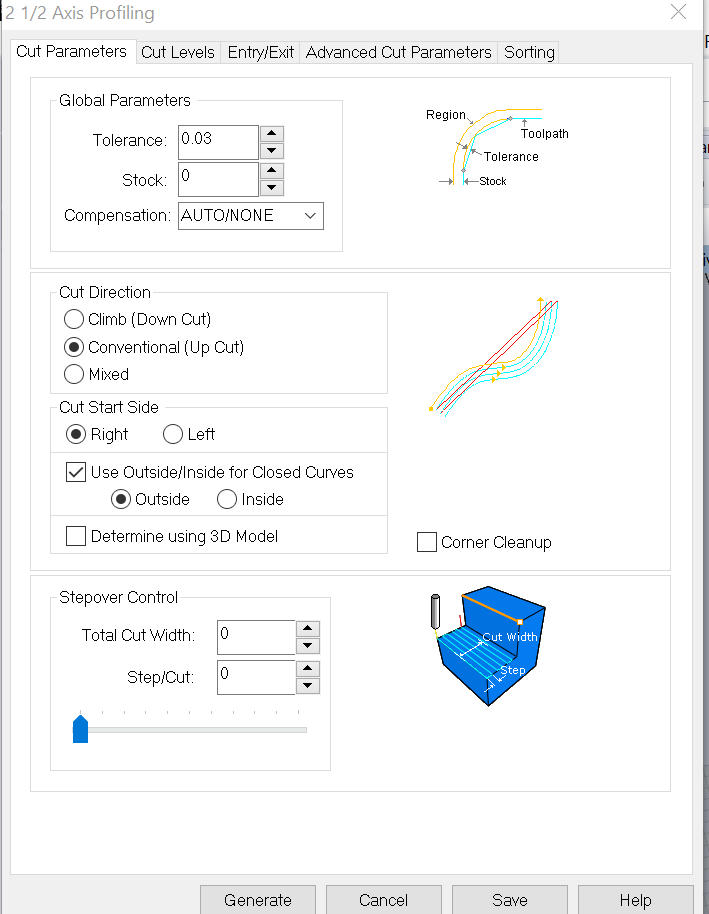 2 1/2 Axis Profiling
Cut Parameters Cut Levels Entry/Exit Advanced Cut Parameters Sorting
Global Parameters
Tolerance: 0.03
Stock: 0
Compensation: AUTO/NONE
Region
Toolpath
Tolerance
Stock
Cut Direction
Climb (Down Cut)
Conventional (Up Cut)
Mixed
Cut Start Side
Right Left
Use Outside/Inside for Closed Curves
Outside Inside
Determine using 3D Model
Corner Cleanup
Stepover Control
Total Cut Width: 0
Step/Cut: 0
Cut Width
Step
Generate Cancel Save Help